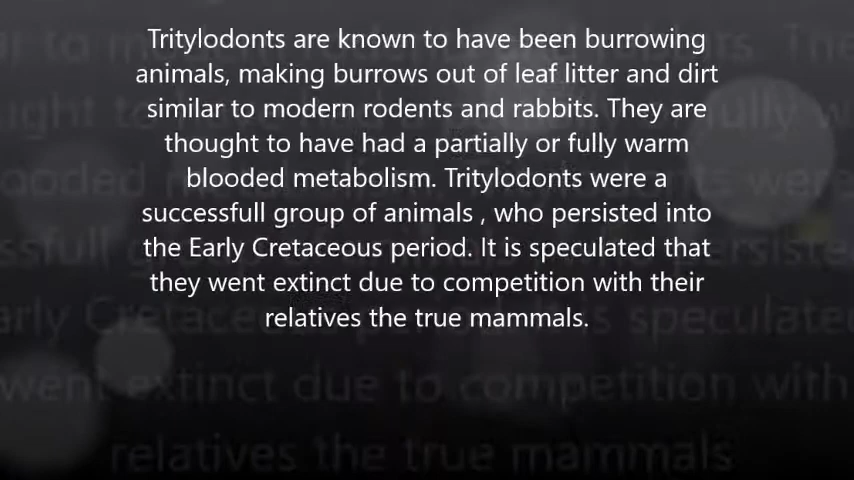 Tritylodonts are known to have been burrowing
animals, making burrows out of leaf litter and dirt
similar to modern rodents and rabbits. They are
thought to have had a partially or fully warm
blooded metabolism. Tritylodonts were a
successfull group of animals , who persisted into
the Early Cretaceous period. It is speculated that
they went extinct due to competition with their
relatives the true mammals.